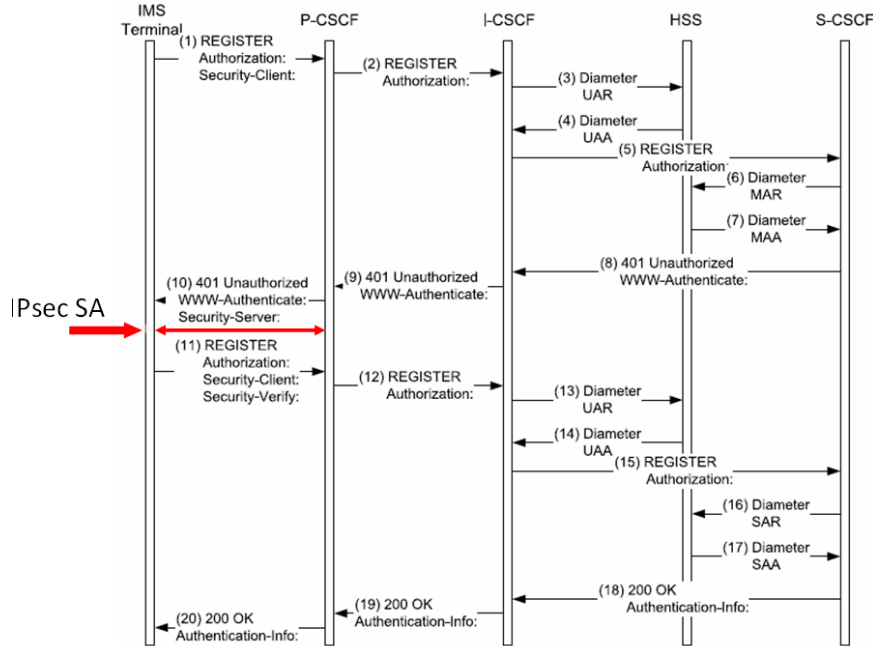 IMS
Terminal
P-CSCF
I-CSCF
HSS
S-CSCF
(1) REGISTER
Authorization:
Security-Client:
(2) REGISTER
Authorization:
(3) Diameter
UAR
(4) Diameter
UAA
(5) REGISTER
Authorization:
(6) Diameter
MAR
(7) Diameter
MAA
(8) 401 Unauthorized
WWW-Authenticate:
(9) 401 Unauthorized
WWW-Authenticate:
(10) 401 Unauthorized
WWW-Authenticate:
Security-Server:
IPsec SA
(11) REGISTER
Authorization:
Security-Client:
Security-Verify:
(12) REGISTER
Authorization:
(13) Diameter
UAR
(14) Diameter
UAA
(15) REGISTER
Authorization:
(16) Diameter
SAR
(17) Diameter
SAA
(18) 200 OK
Authentication-Info:
(19) 200 OK
Authentication-Info:
(20) 200 OK
Authentication-Info: